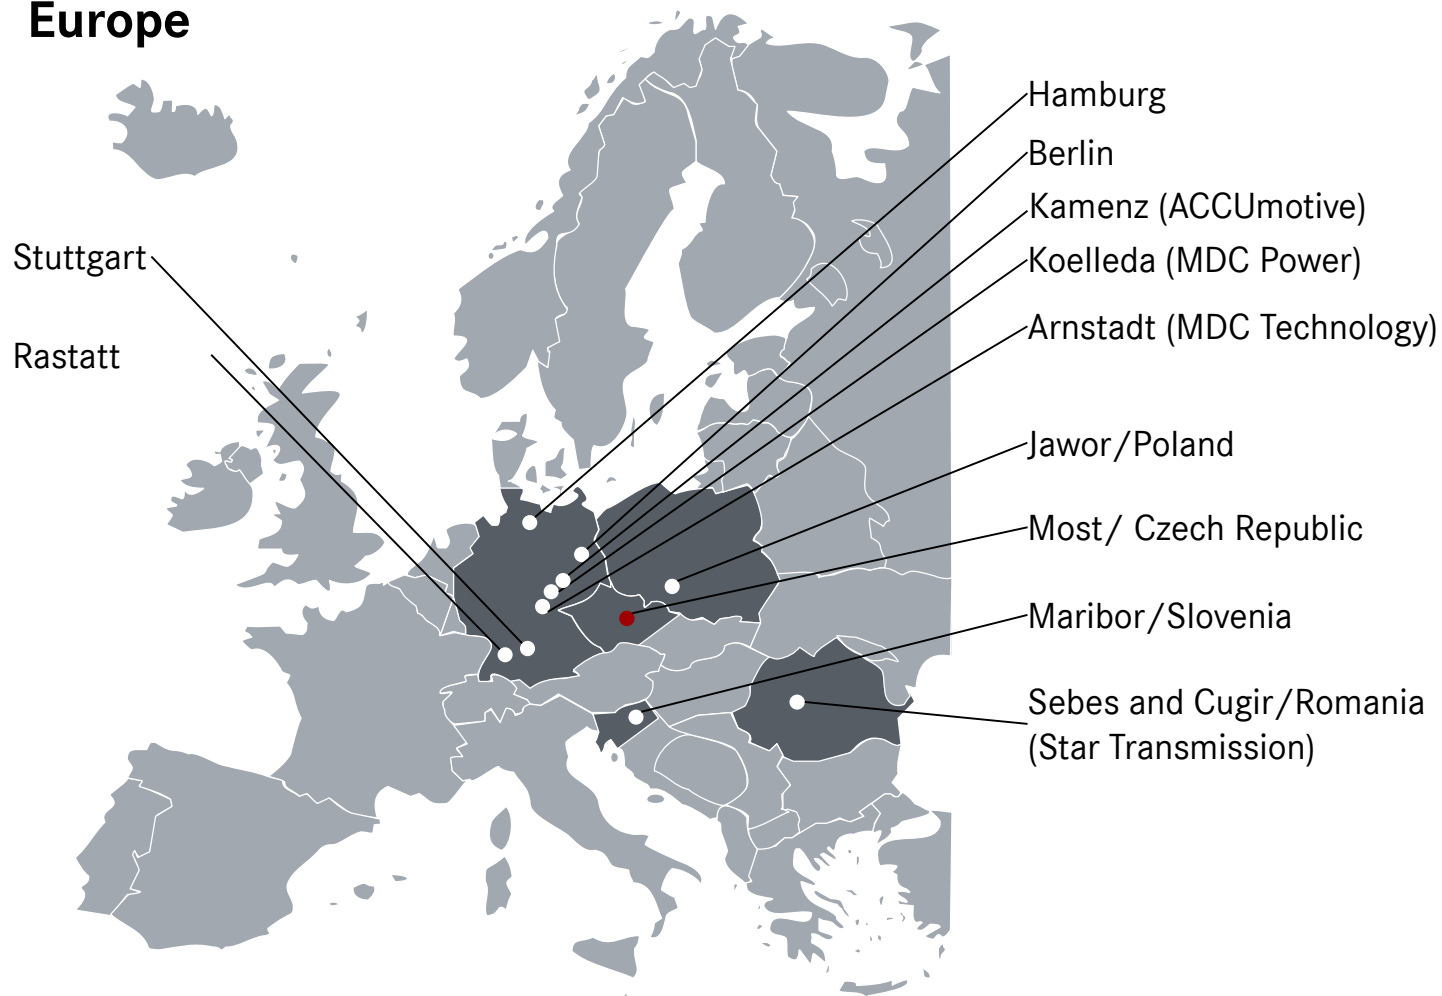 Europe
Stuttgart
Rastatt
Hamburg
Berlin
Kamenz (ACCUmotive)
Koelleda (MDC Power)
Arnstadt (MDC Technology)
Jawor/Poland
Most/ Czech Republic
Maribor/Slovenia
Sebes and Cugir/Romania
(Star Transmission)